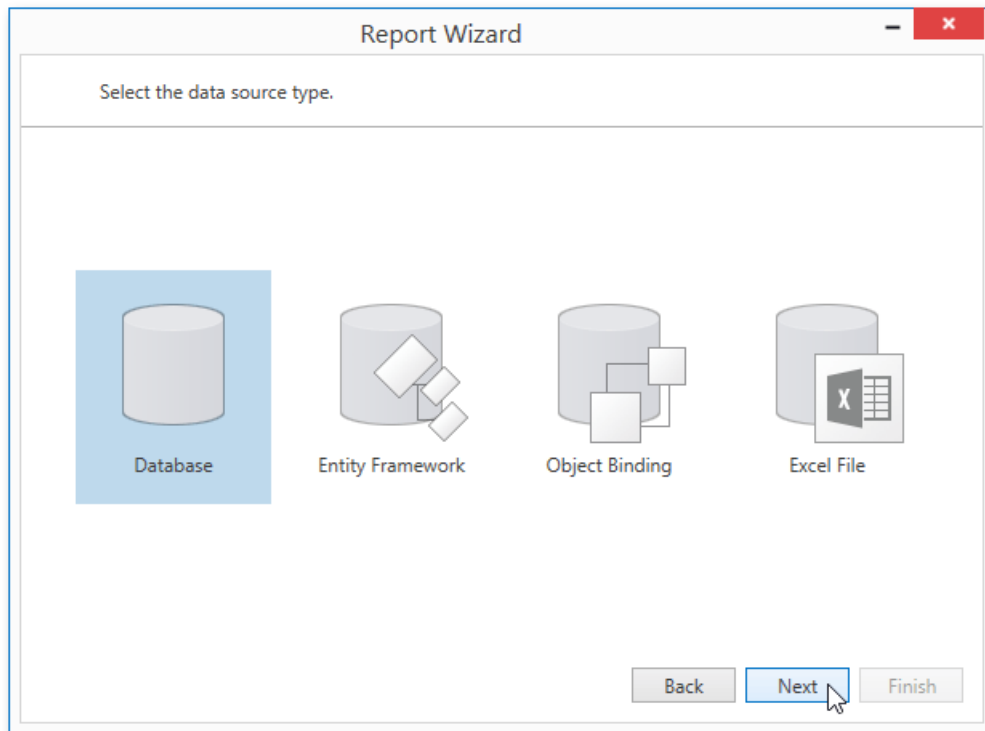 Report Wizard
Select the data source type.
X
Database Entity Framework Object Binding Excel File
Back Next Finish